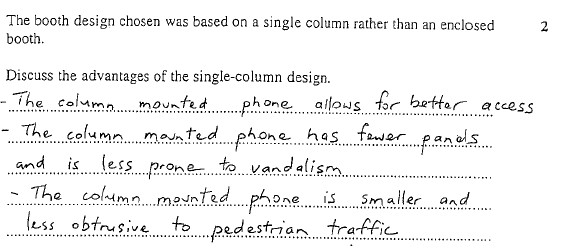 The booth design chosen was based on a single column rather than an enclosed 2
booth.
Discuss the advantages of the single-column design.
- The column mounted phone allows for better access
- The column mounted phone has fewer panels
and is less prone to vandalism
- The column mounted phone is smaller and
less obtrusive to pedestrian traffic